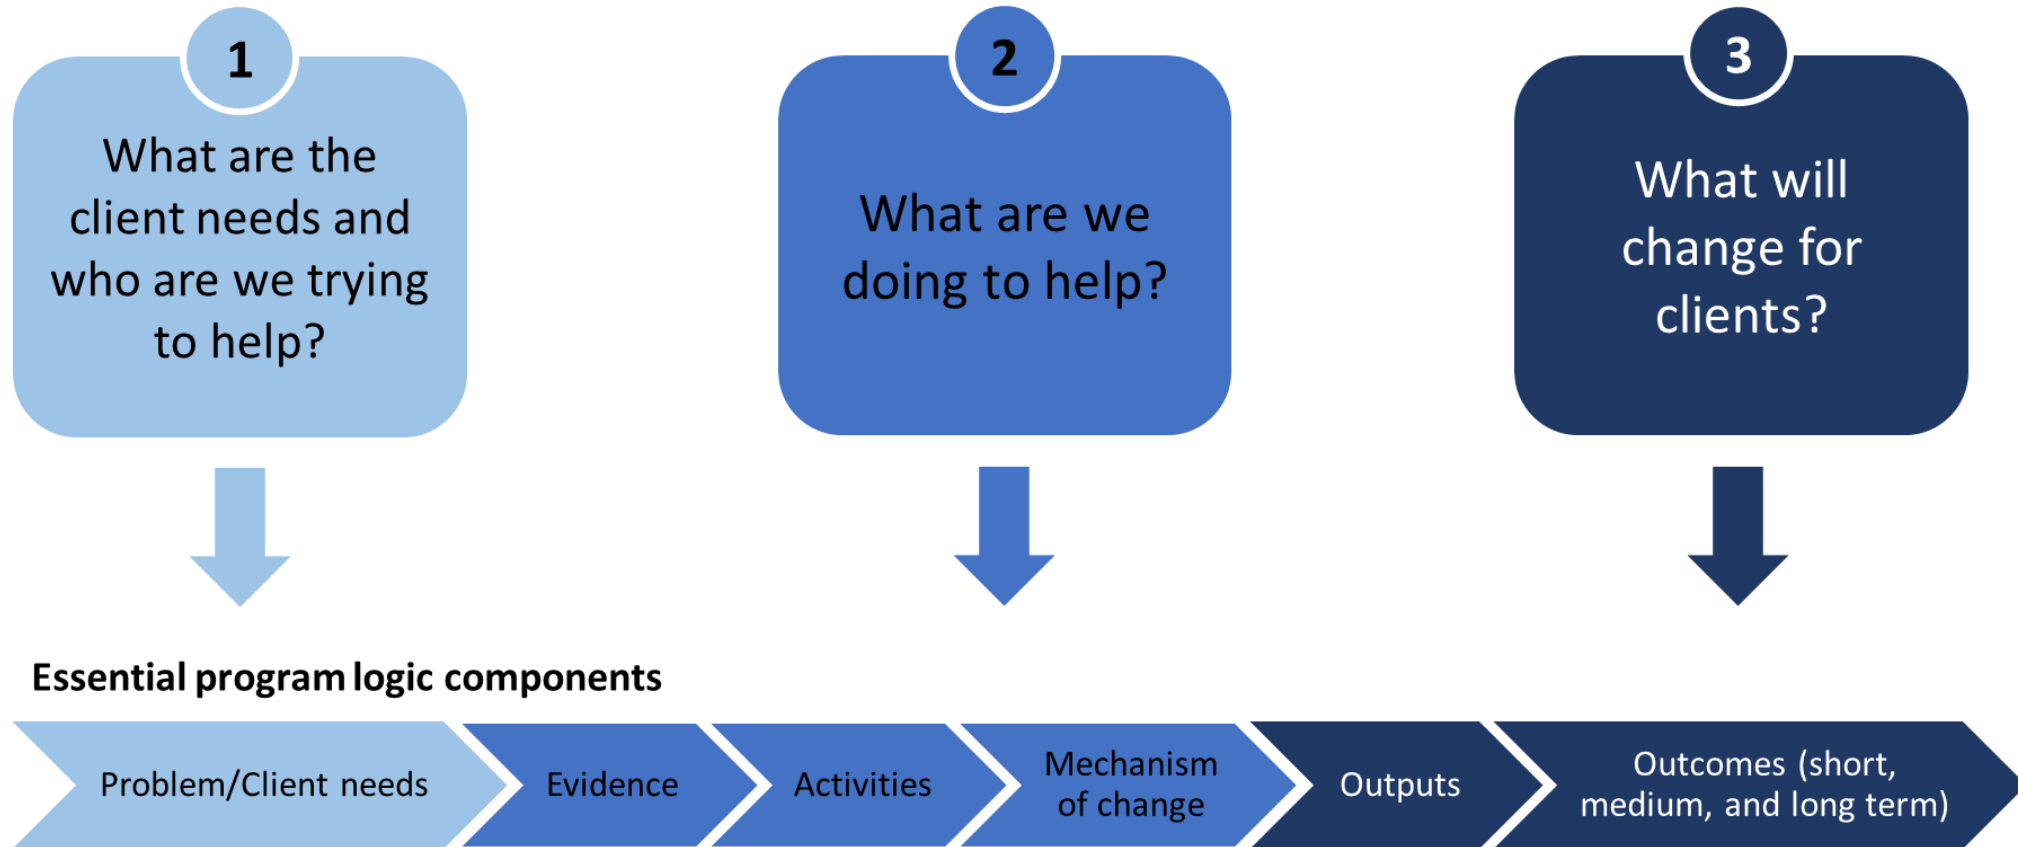 1
What are the
client needs and
who are we trying
to help?
2
What are we
doing to help?
3
What will
change for
clients?
Essential program logic components
Problem/Client needs
Evidence
Activities
Mechanism
of change
Outputs
Outcomes (short,
medium, and long term)